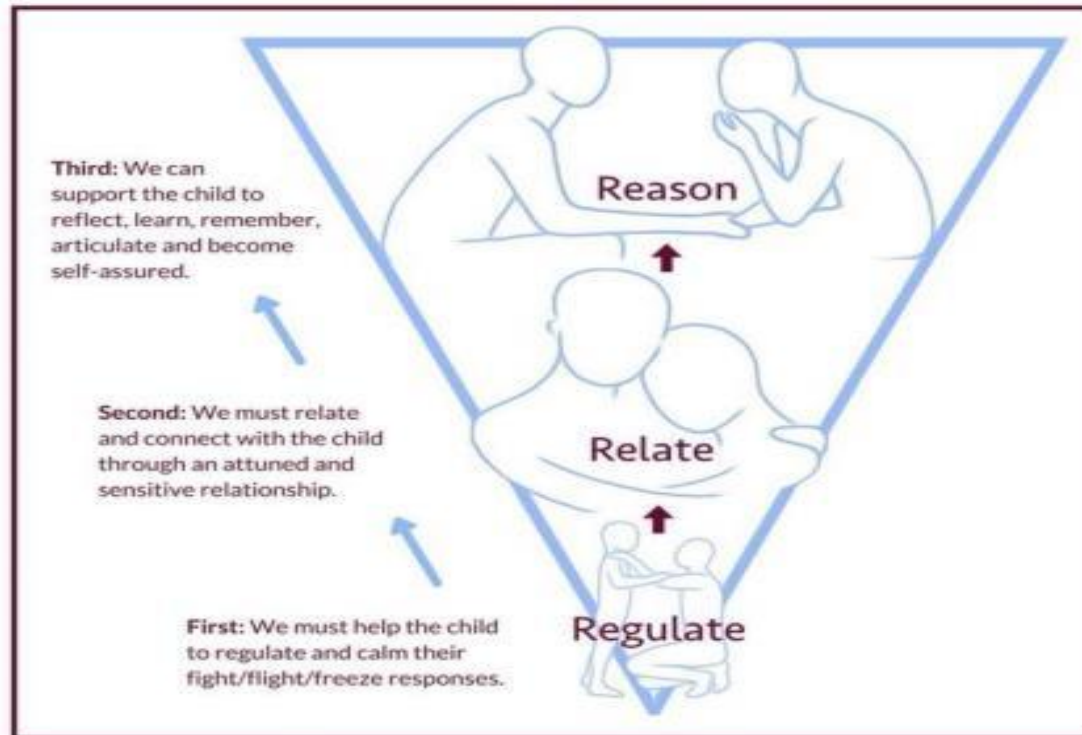 Third: We can
support the child to
reflect, learn, remember,
articulate and become
self-assured.
Reason
Second: We must relate
and connect with the child
through an attuned and
sensitive relationship.
Relate
First: We must help the child
to regulate and calm their
fight/flight/freeze responses.
Regulate